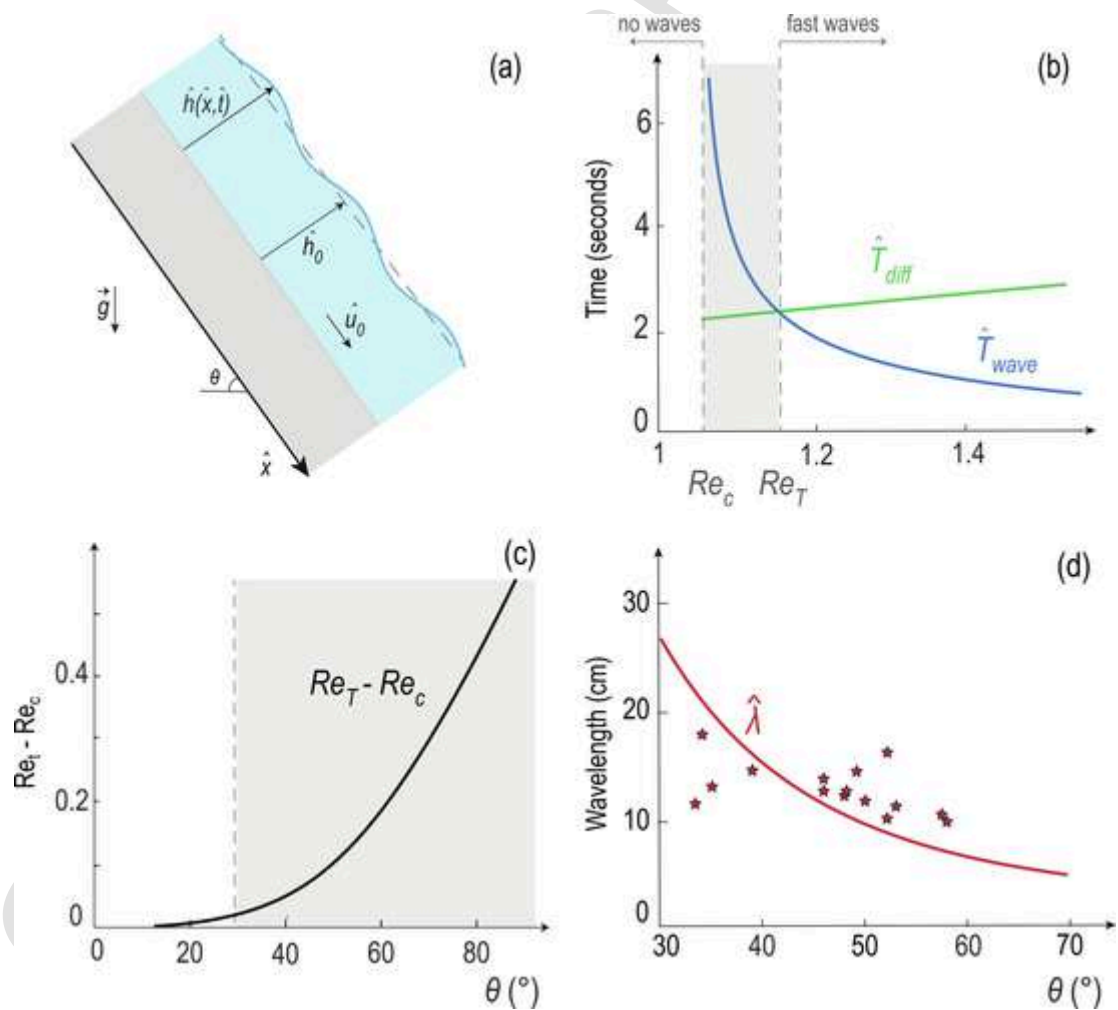 (a)
ĥ(x̂,t̂)
ĥ₀
û₀
g⃗
θ
x̂
no waves
fast waves
(b)
Time (seconds)
6
4
2
0
T̂diff
T̂wave
1
1.2
1.4
Rec
ReT
(c)
Ret - Rec
0.4
0.2
0
ReT - Rec
0
20
40
60
80
θ (°)
(d)
Wavelength (cm)
30
20
10
0
λ̂
30
40
50
60
70
θ (°)